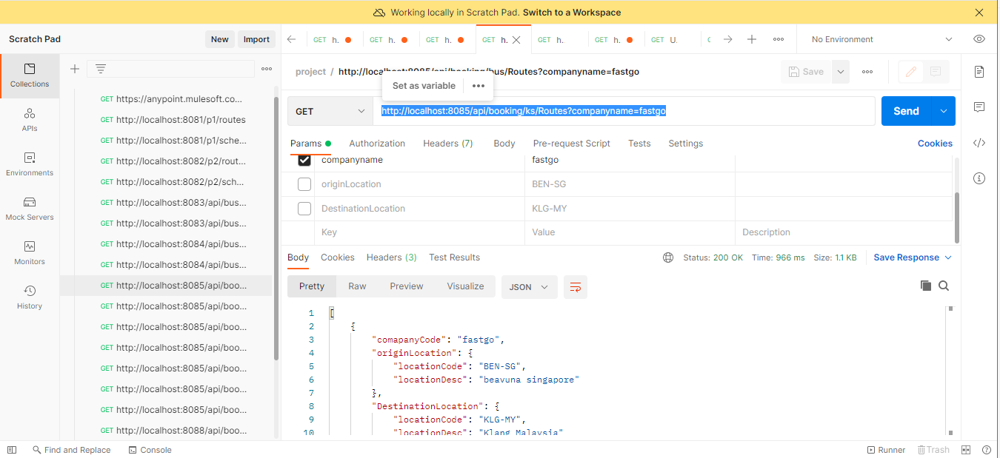 Working locally in Scratch Pad. Switch to a Workspace
Scratch Pad
New
Import
GET h.
GET h.
GET h.
GET h.
GET h.
GET h.
GET U.
No Environment
Collections
APIs
Environments
Mock Servers
Monitors
History
GET https://anypoint.mulesoft.co...
GET http://localhost:8081/p1/routes
GET http://localhost:8081/p1/sche...
GET http://localhost:8082/p2/rout...
GET http://localhost:8082/p2/sch...
GET http://localhost:8083/api/bus...
GET http://localhost:8083/api/bus...
GET http://localhost:8084/api/bus...
GET http://localhost:8084/api/bus...
GET http://localhost:8085/api/boo...
GET http://localhost:8085/api/boo...
GET http://localhost:8085/api/boo...
GET http://localhost:8085/api/boo...
GET http://localhost:8085/api/boo...
GET http://localhost:8085/api/boo...
GET http://localhost:8085/api/boo...
GET http://localhost:8088/api/boo...
project / http://localhost:8085/api/booking/bus/Routes?companyname=fastgo
Save
Set as variable
GET
http://localhost:8085/api/booking/ks/Routes?companyname=fastgo
Send
Params Authorization Headers (7) Body Pre-request Script Tests Settings Cookies
companyname fastgo
originLocation BEN-SG
DestinationLocation KLG-MY
Key Value Description
Body Cookies Headers (3) Test Results Status: 200 OK Time: 966 ms Size: 1.1 KB Save Response
Pretty Raw Preview Visualize JSON
1 [
2 {
3 "comapanyCode": "fastgo",
4 "originLocation": {
5 "locationCode": "BEN-SG",
6 "locationDesc": "beavuna singapore"
7 },
8 "DestinationLocation": {
9 "locationCode": "KLG-MY",
10 "locationDesc": "Klang Malaysia"
Find and Replace Console Runner Trash